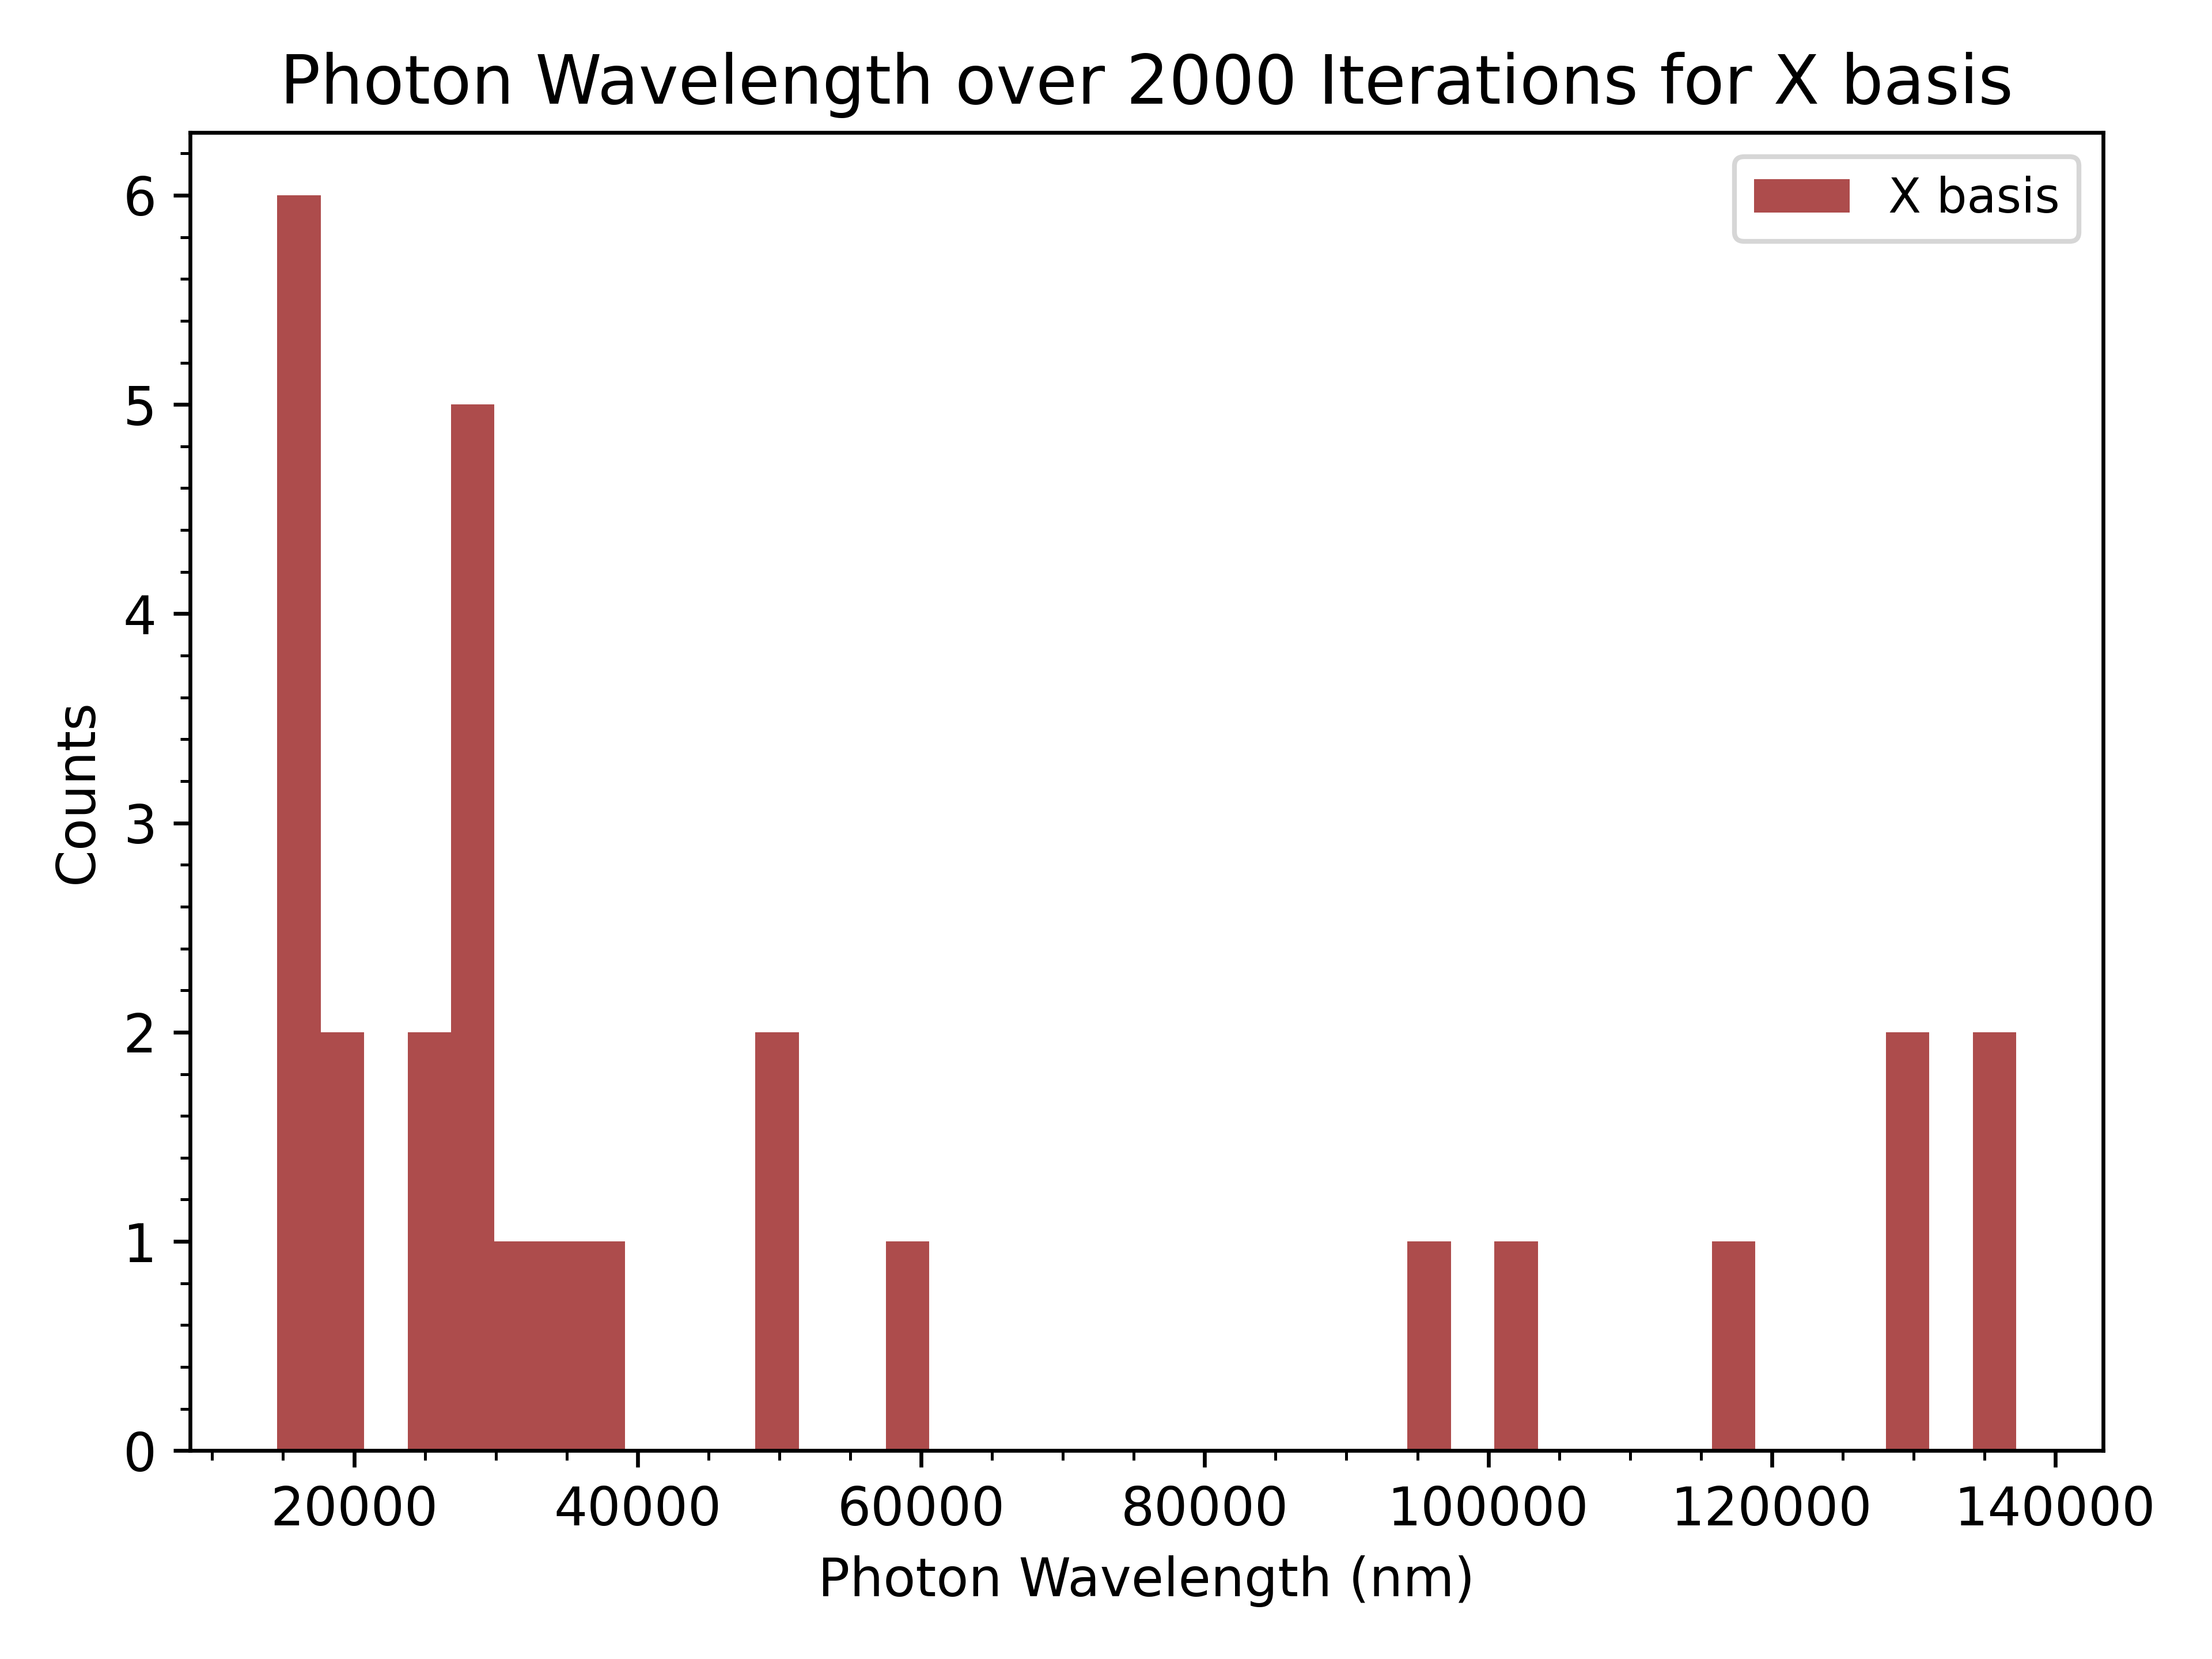 Photon Wavelength over 2000 Iterations for X basis
X basis
6
5
4
3
2
1
0
Counts
20000 40000 60000 80000 100000 120000 140000
Photon Wavelength (nm)